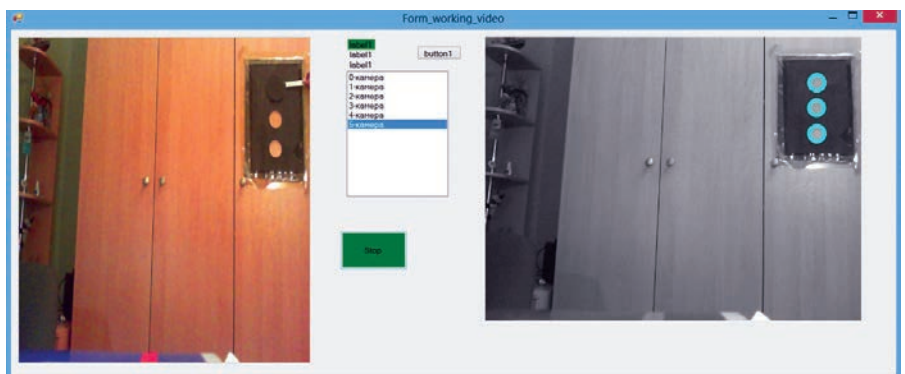 Form_working_video
label1
label1
label1
button1
0-камера
1-камера
2-камера
3-камера
4-камера
5-камера
Stop